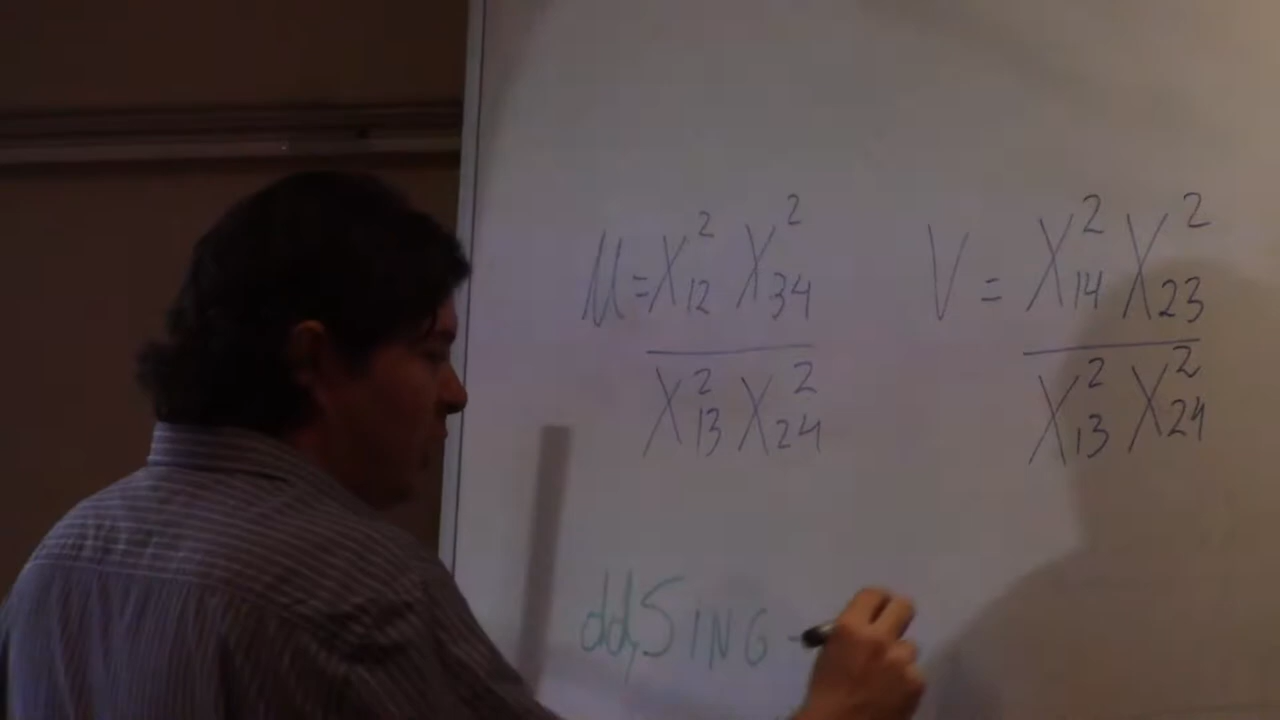 U = X²₁₂ X²₃₄ / X²₁₃ X²₂₄
V = X²₁₄ X²₂₃ / X²₁₃ X²₂₄
dd,SING -